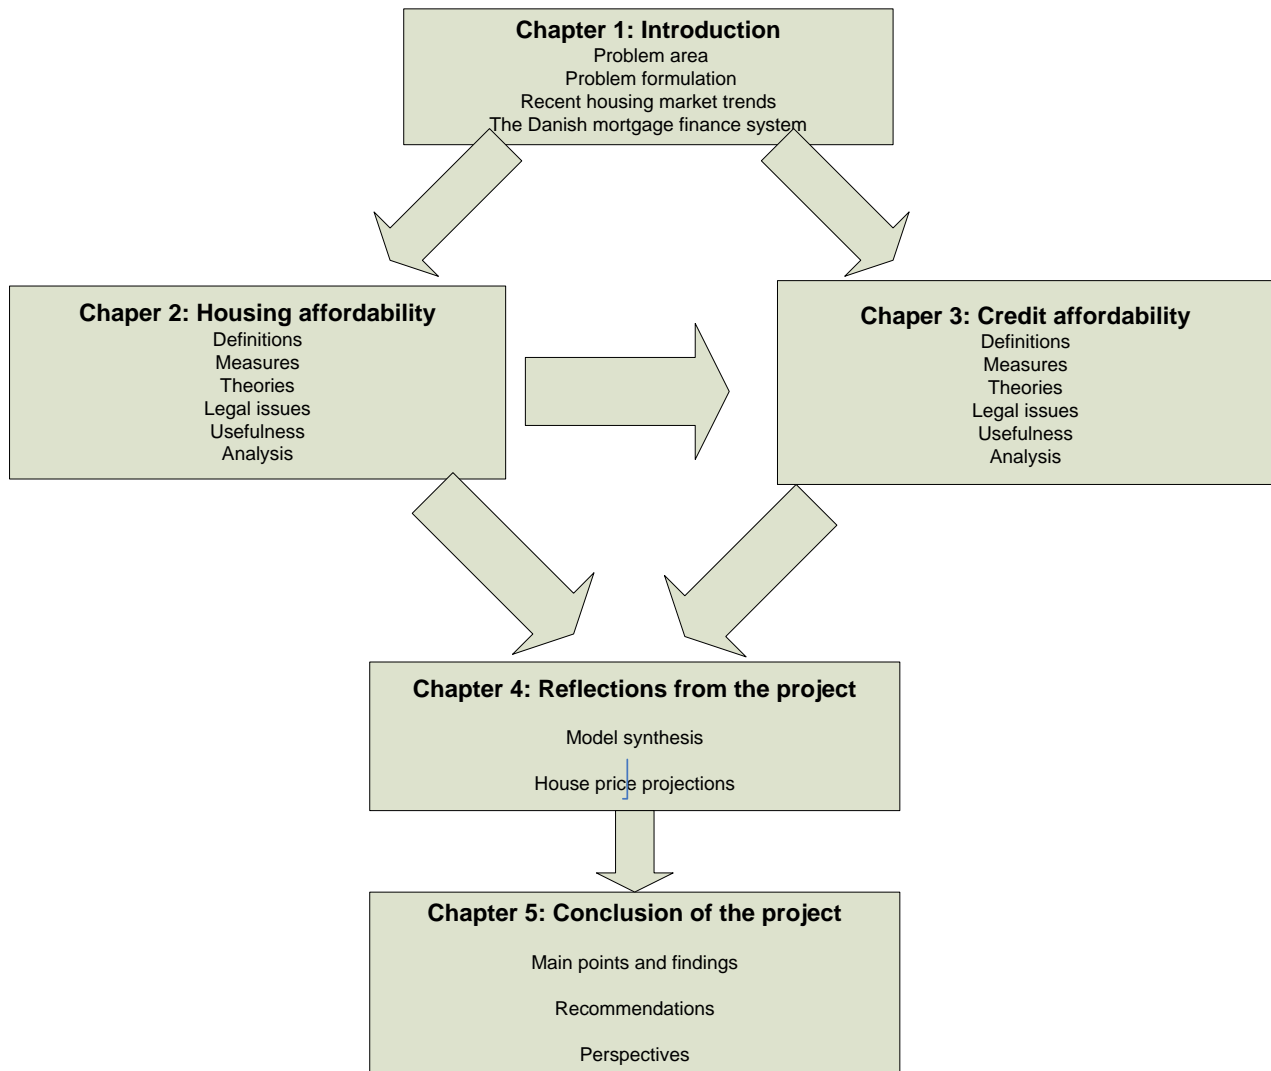 Chapter 1: Introduction
Problem area
Problem formulation
Recent housing market trends
The Danish mortgage finance system
Chaper 2: Housing affordability
Definitions
Measures
Theories
Legal issues
Usefulness
Analysis
Chaper 3: Credit affordability
Definitions
Measures
Theories
Legal issues
Usefulness
Analysis
Chapter 4: Reflections from the project
Model synthesis
House price projections
Chapter 5: Conclusion of the project
Main points and findings
Recommendations
Perspectives